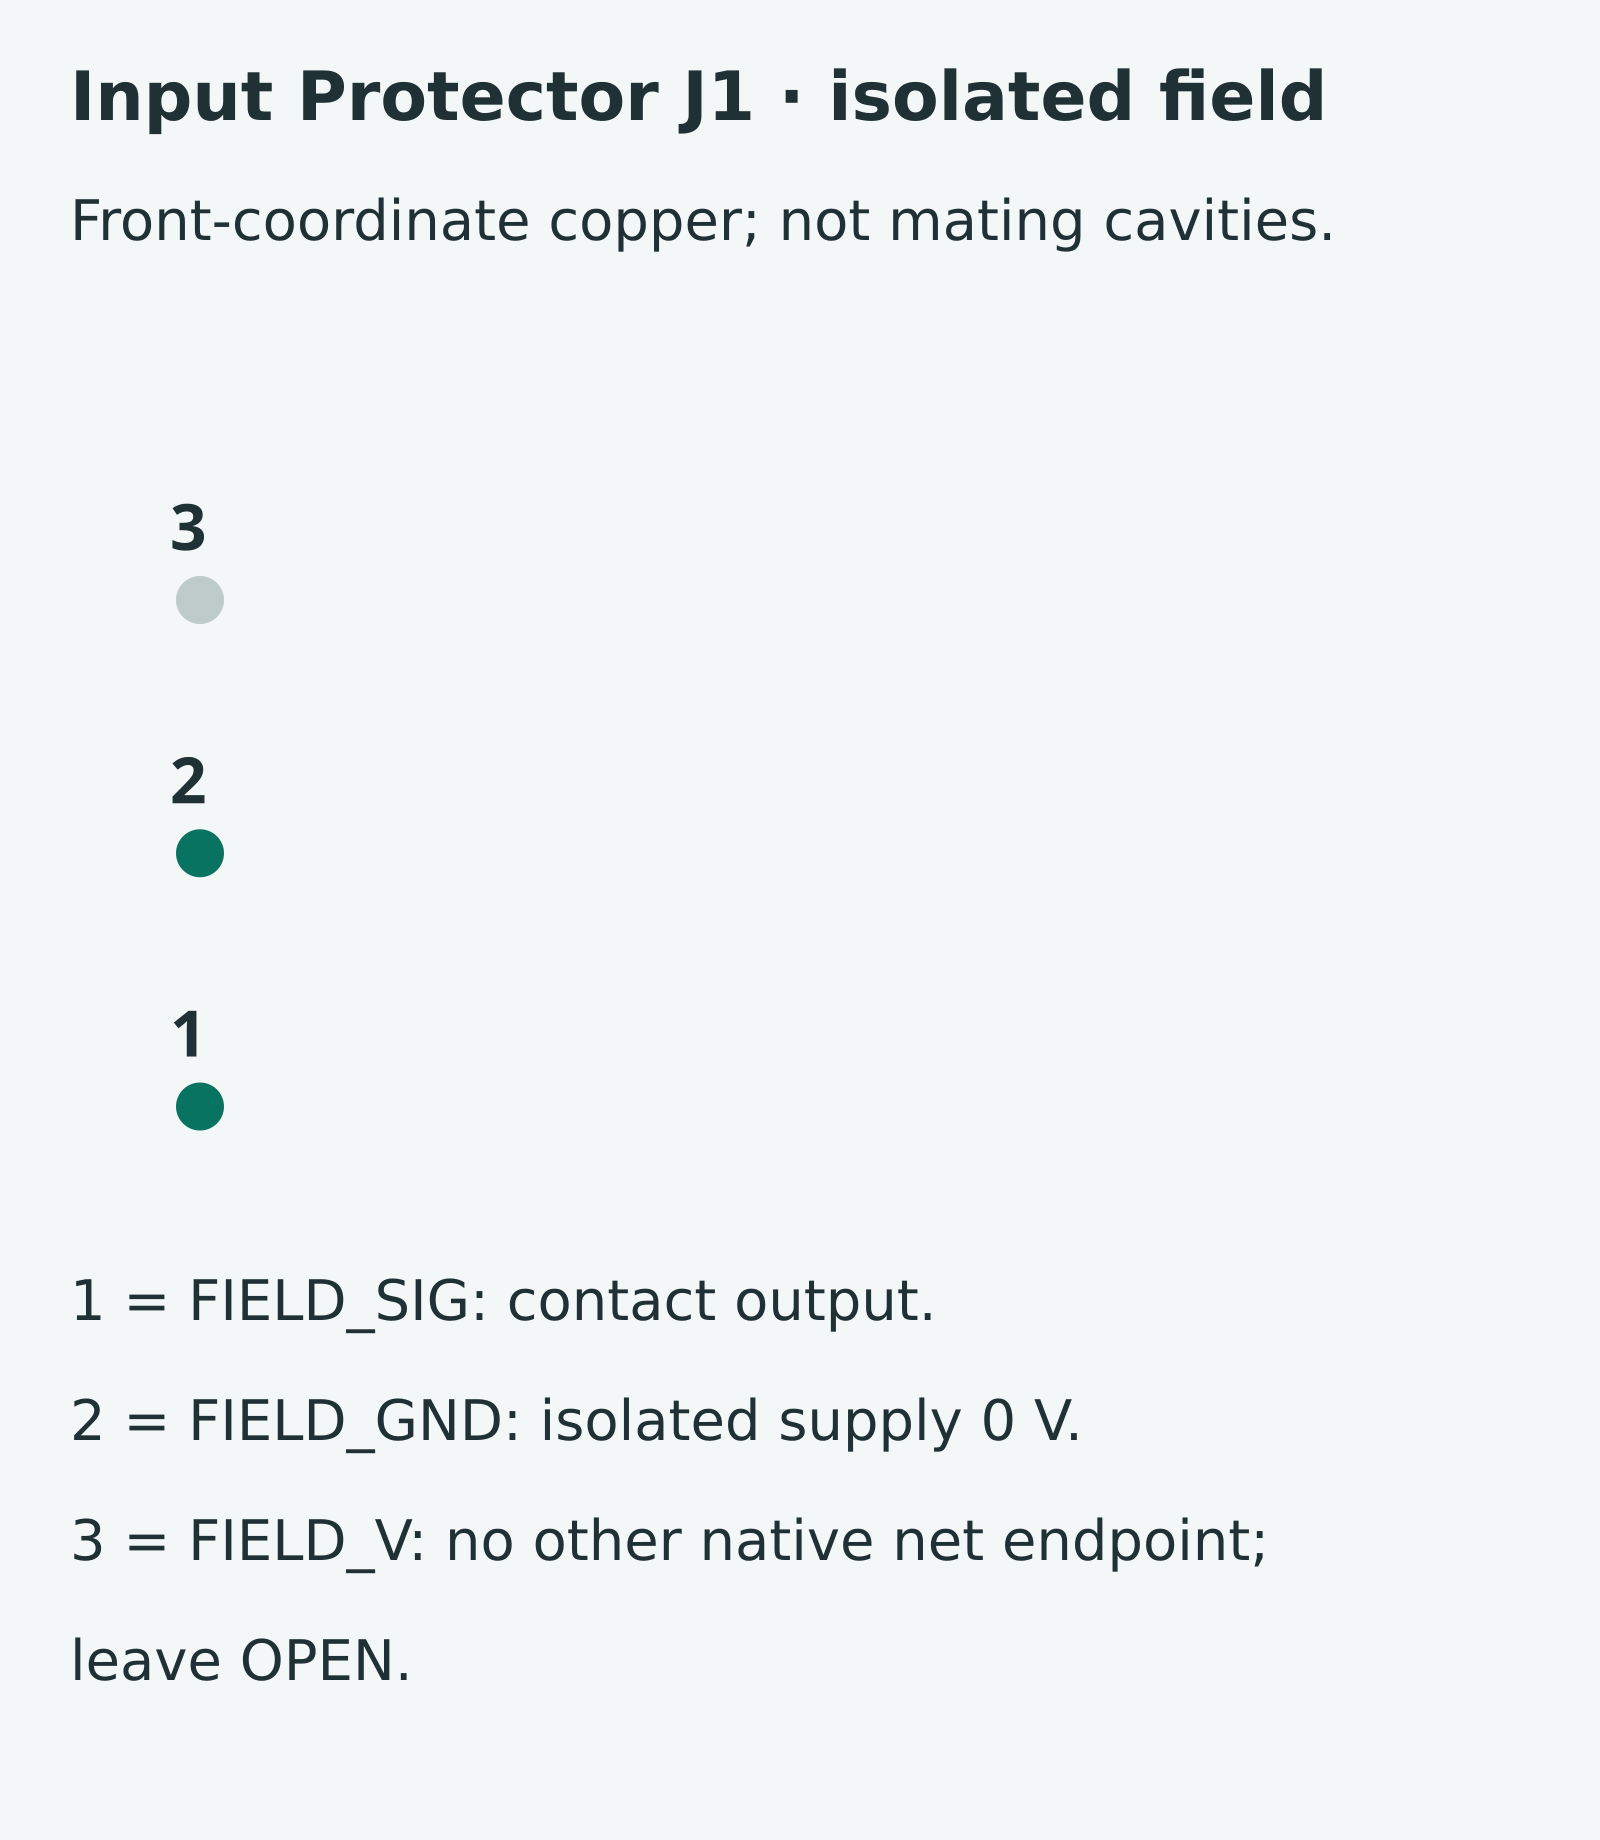 Input Protector J1 · isolated field
Front-coordinate copper; not mating cavities.
3
2
1
1 = FIELD_SIG: contact output.
2 = FIELD_GND: isolated supply 0 V.
3 = FIELD_V: no other native net endpoint;
leave OPEN.